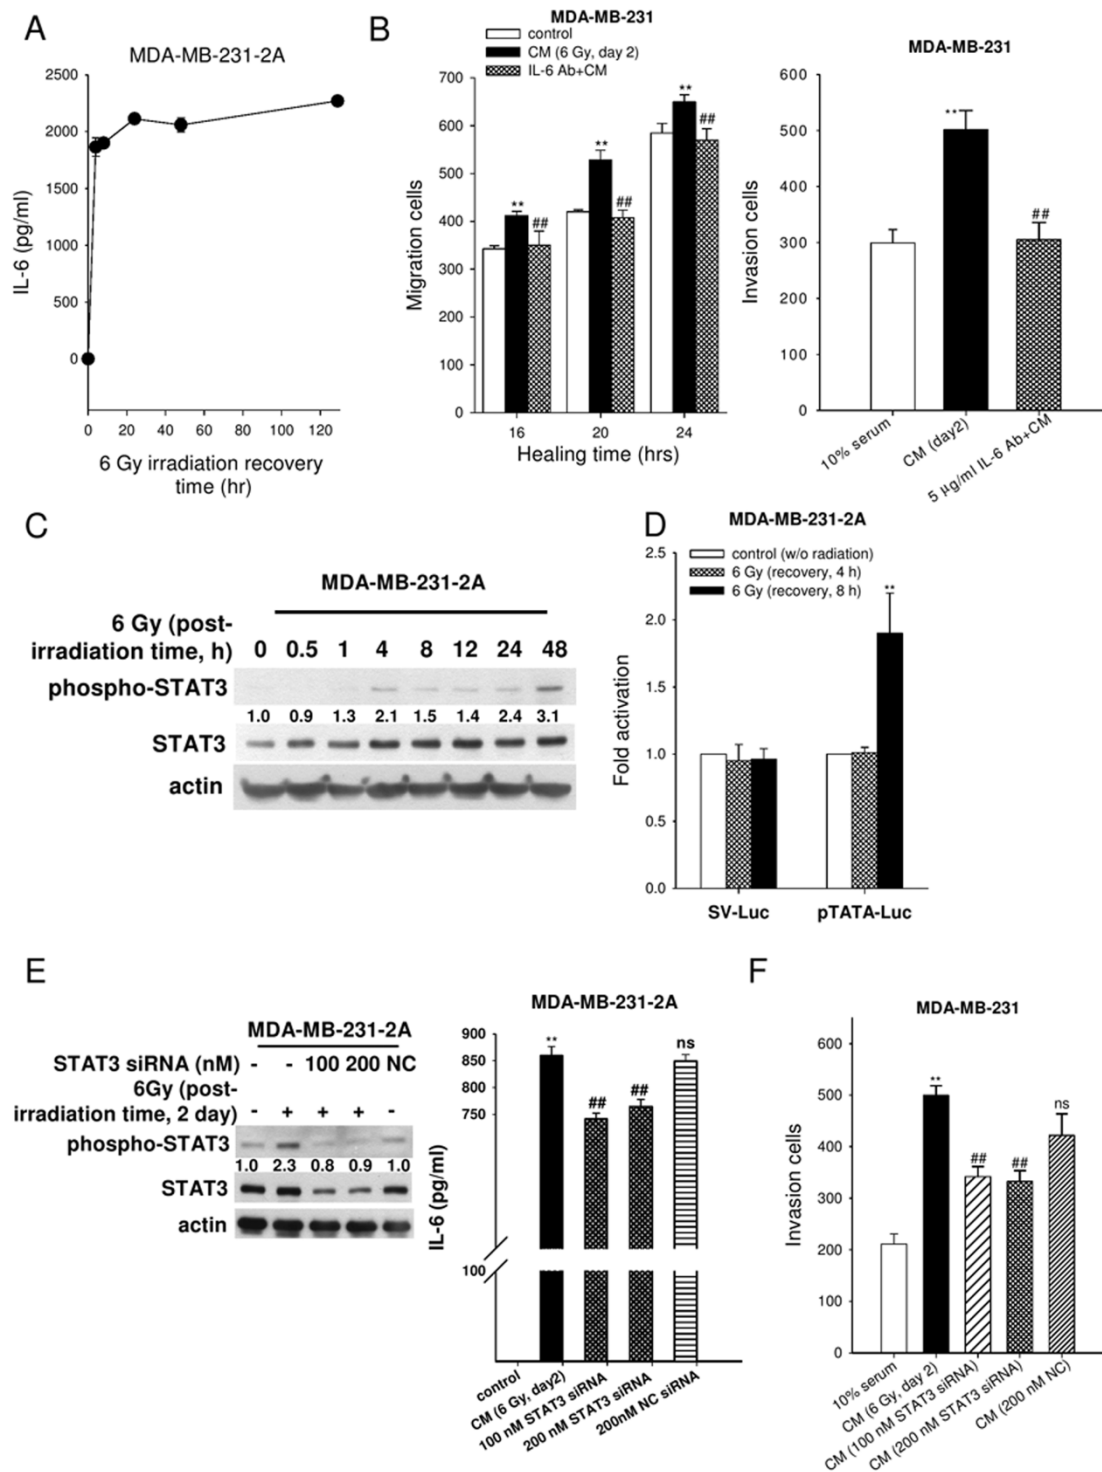 A
MDA-MB-231-2A
2500
2000
1500
1000
500
0
IL-6 (pg/ml)
0 20 40 60 80 100 120
6 Gy irradiation recovery
time (hr)
B
MDA-MB-231
control
CM (6 Gy, day 2)
IL-6 Ab+CM
700
600
500
400
300
200
100
0
Migration cells
** ## ** ## ** ##
16 20 24
Healing time (hrs)
MDA-MB-231
600
500
400
300
200
100
0
Invasion cells
** ##
10% serum
CM (day2)
5 μg/ml IL-6 Ab+CM
C
MDA-MB-231-2A
6 Gy (post-
irradiation time, h) 0 0.5 1 4 8 12 24 48
phospho-STAT3
1.0 0.9 1.3 2.1 1.5 1.4 2.4 3.1
STAT3
actin
D
MDA-MB-231-2A
control (w/o radiation)
6 Gy (recovery, 4 h)
6 Gy (recovery, 8 h)
2.5
2.0
1.5
1.0
0.5
0.0
Fold activation
**
SV-Luc pTATA-Luc
E
MDA-MB-231-2A
STAT3 siRNA (nM) - - 100 200 NC
6Gy (post-
irradiation time, 2 day) - + + + -
phospho-STAT3
1.0 2.3 0.8 0.9 1.0
STAT3
actin
MDA-MB-231-2A
900
850
800
750
100
IL-6 (pg/ml)
** ## ## ns
control
CM (6 Gy, day2)
100 nM STAT3 siRNA
200 nM STAT3 siRNA
200nM NC siRNA
F
MDA-MB-231
600
500
400
300
200
100
0
Invasion cells
** ## ## ns
10% serum
CM (6 Gy, day 2)
CM (100 nM STAT3 siRNA)
CM (200 nM STAT3 siRNA)
CM (200 nM NC)